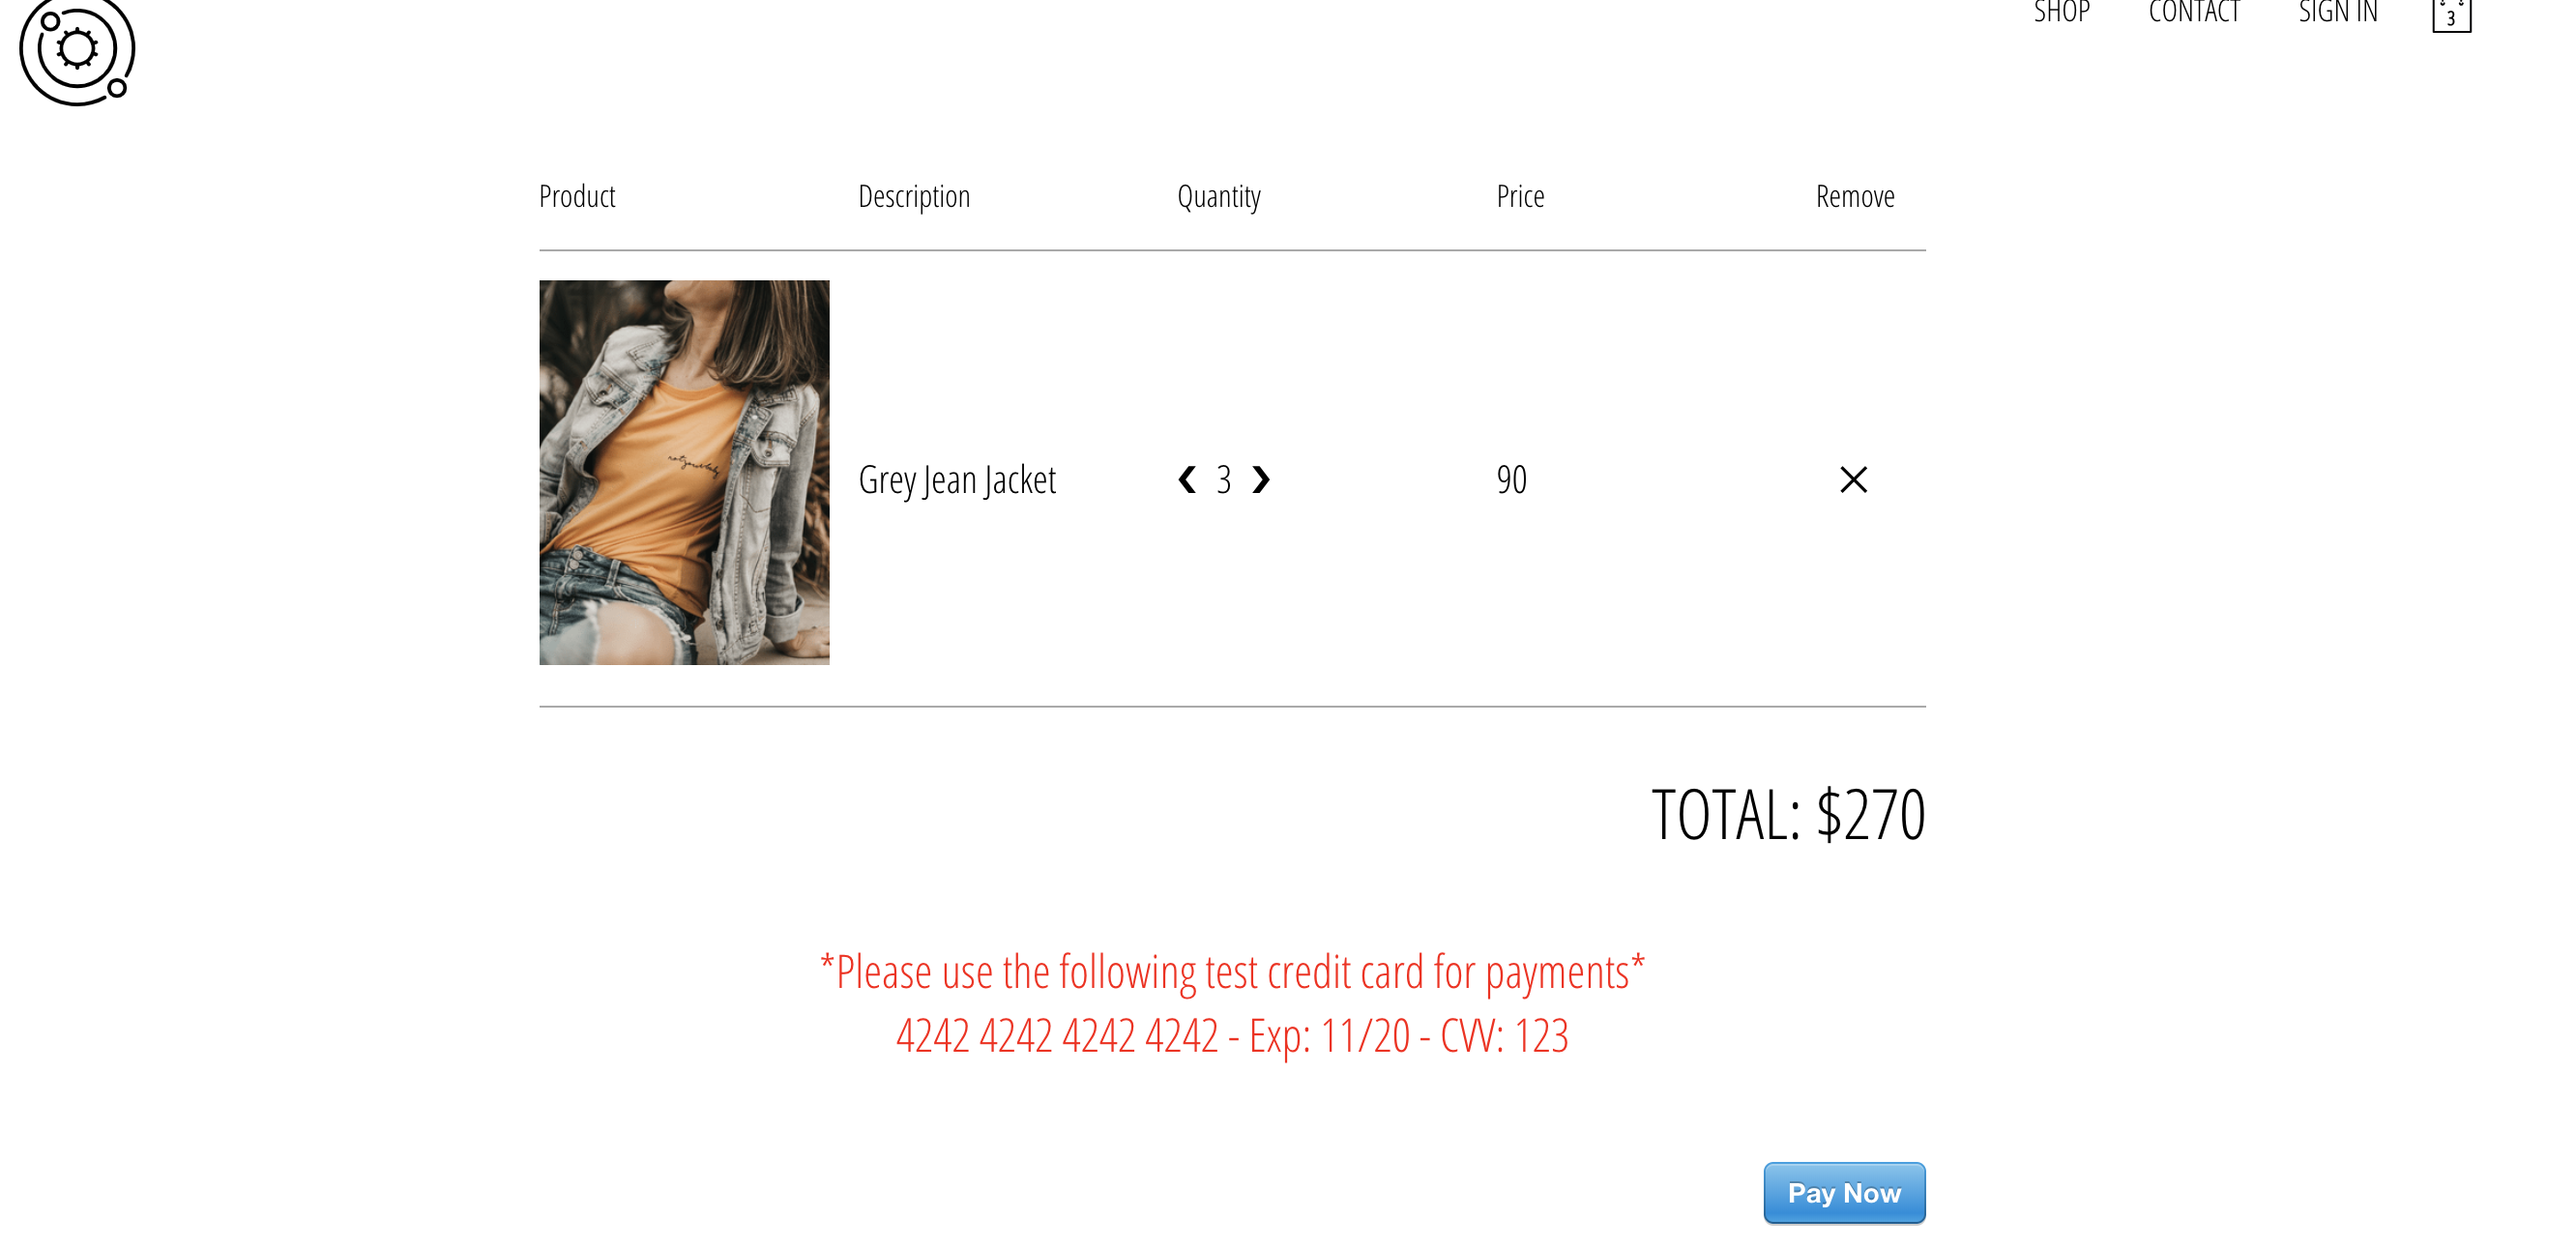 SHOP CONTACT SIGN IN 3
Product Description Quantity Price Remove
Grey Jean Jacket ❮ 3 ❯ 90 ✕
TOTAL: $270
*Please use the following test credit card for payments*
4242 4242 4242 4242 - Exp: 11/20 - CVV: 123
Pay Now